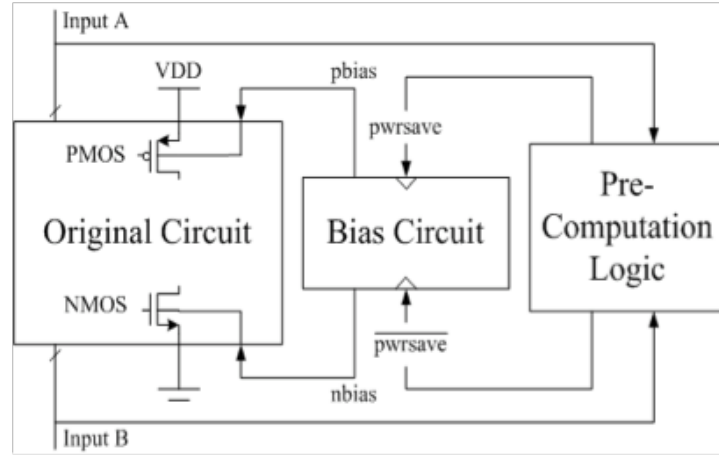 Input A
VDD
pbias
pwrsave
PMOS
Original Circuit
Bias Circuit
Pre-
Computation
Logic
NMOS
pwrsave
nbias
Input B